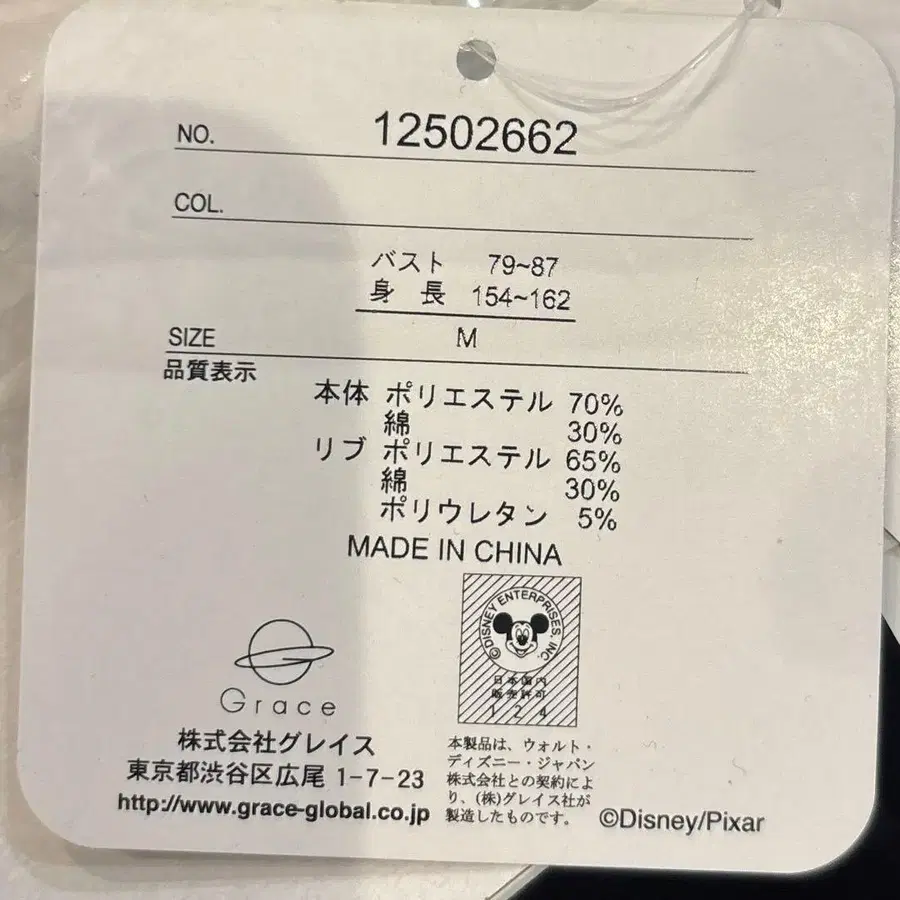 NO. 12502662
COL.
バスト 79~87
身 長 154~162
SIZE M
品質表示
本体 ポリエステル 70%
綿 30%
リブ ポリエステル 65%
綿 30%
ポリウレタン 5%
MADE IN CHINA
©DISNEY ENTERPRISES, INC.
日本国内
販売許可
124
Grace
株式会社グレイス
東京都渋谷区広尾 1-7-23
http://www.grace-global.co.jp
本製品は、ウォルト・
ディズニー・ジャパン
株式会社との契約によ
り、(株)グレイス社が
製造したものです。
©Disney/Pixar